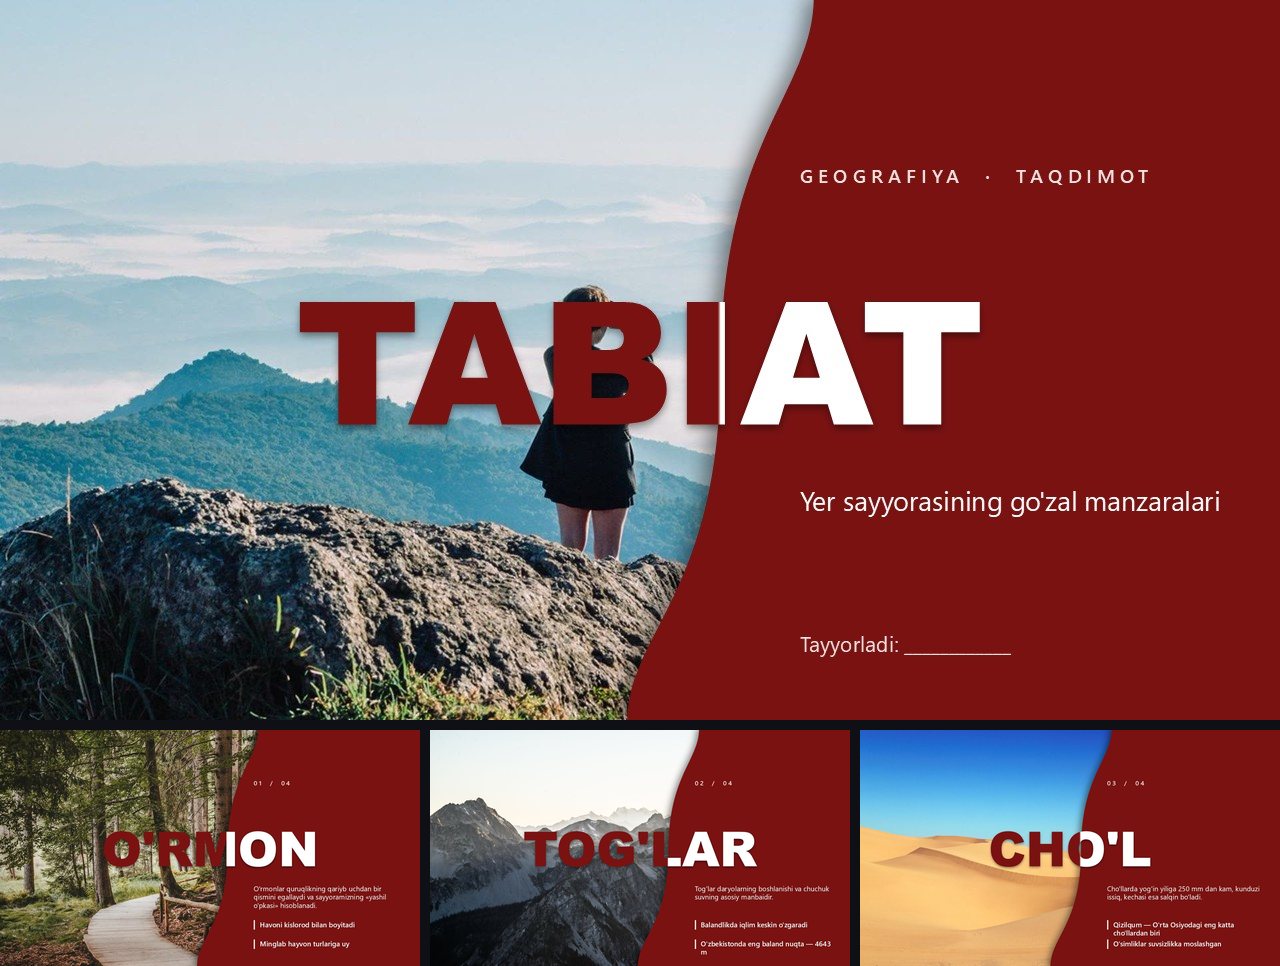 GEOGRAFIYA · TAQDIMOT
TABIAT
Yer sayyorasining go'zal manzaralari
Tayyorladi: ____________
01 / 04
O'RMON
O'rmonlar quruqlikning qariyb uchdan bir
qismini egallaydi va sayyoramizning «yashil
o'pkasi» hisoblanadi.
Havoni kislorod bilan boyitadi
Minglab hayvon turlariga uy
02 / 04
TOG'LAR
Tog'lar daryolarning boshlanishi va chuchuk
suvning asosiy manbaidir.
Balandlikda iqlim keskin o'zgaradi
O'zbekistonda eng baland nuqta — 4643
m
03 / 04
CHO'L
Cho'llarda yog'in yiliga 250 mm dan kam, kunduzi
issiq, kechasi esa salqin bo'ladi.
Qizilqum — O'rta Osiyodagi eng katta
cho'llardan biri
O'simliklar suvsizlikka moslashgan